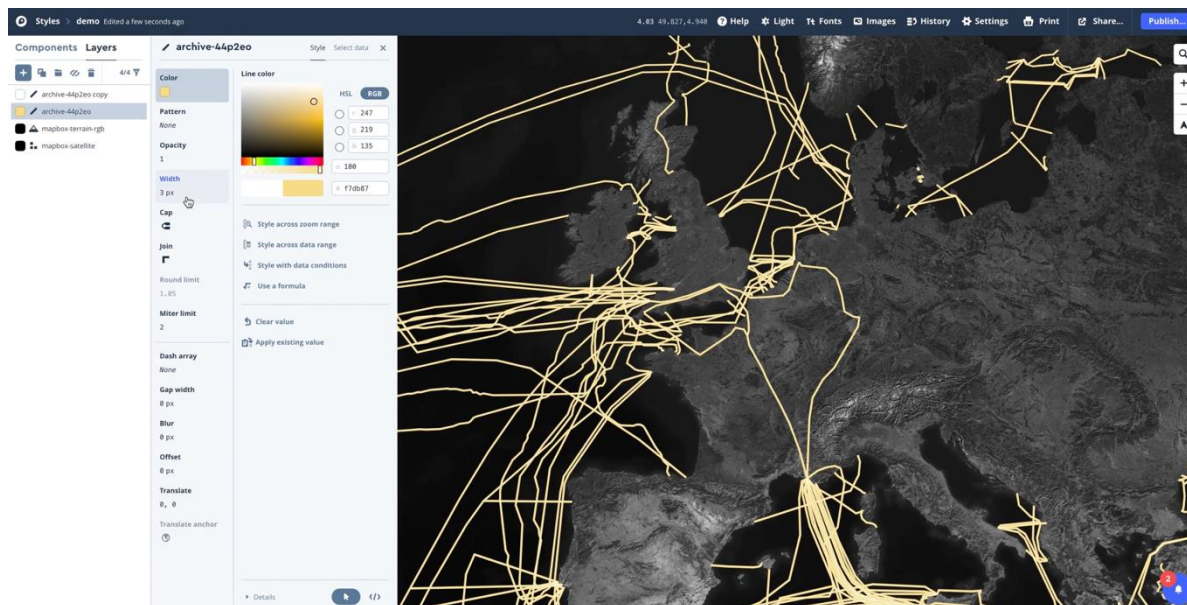 Styles > demo Edited a few seconds ago
4.03 49.827,4.940 Help Light Fonts Images History Settings Print Share... Publish...
Components Layers
4/4
archive-44p2eo copy
archive-44p2eo
mapbox-terrain-rgb
mapbox-satellite
archive-44p2eo Style Select data
Color
Pattern
None
Opacity
1
Width
3 px
Cap
Join
Round limit
1.05
Miter limit
2
Dash array
None
Gap width
0 px
Blur
0 px
Offset
0 px
Translate
0, 0
Translate anchor
Line color
HSL RGB
247
219
135
100
# f7db87
Style across zoom range
Style across data range
Style with data conditions
Use a formula
Clear value
Apply existing value
Details
</>
2